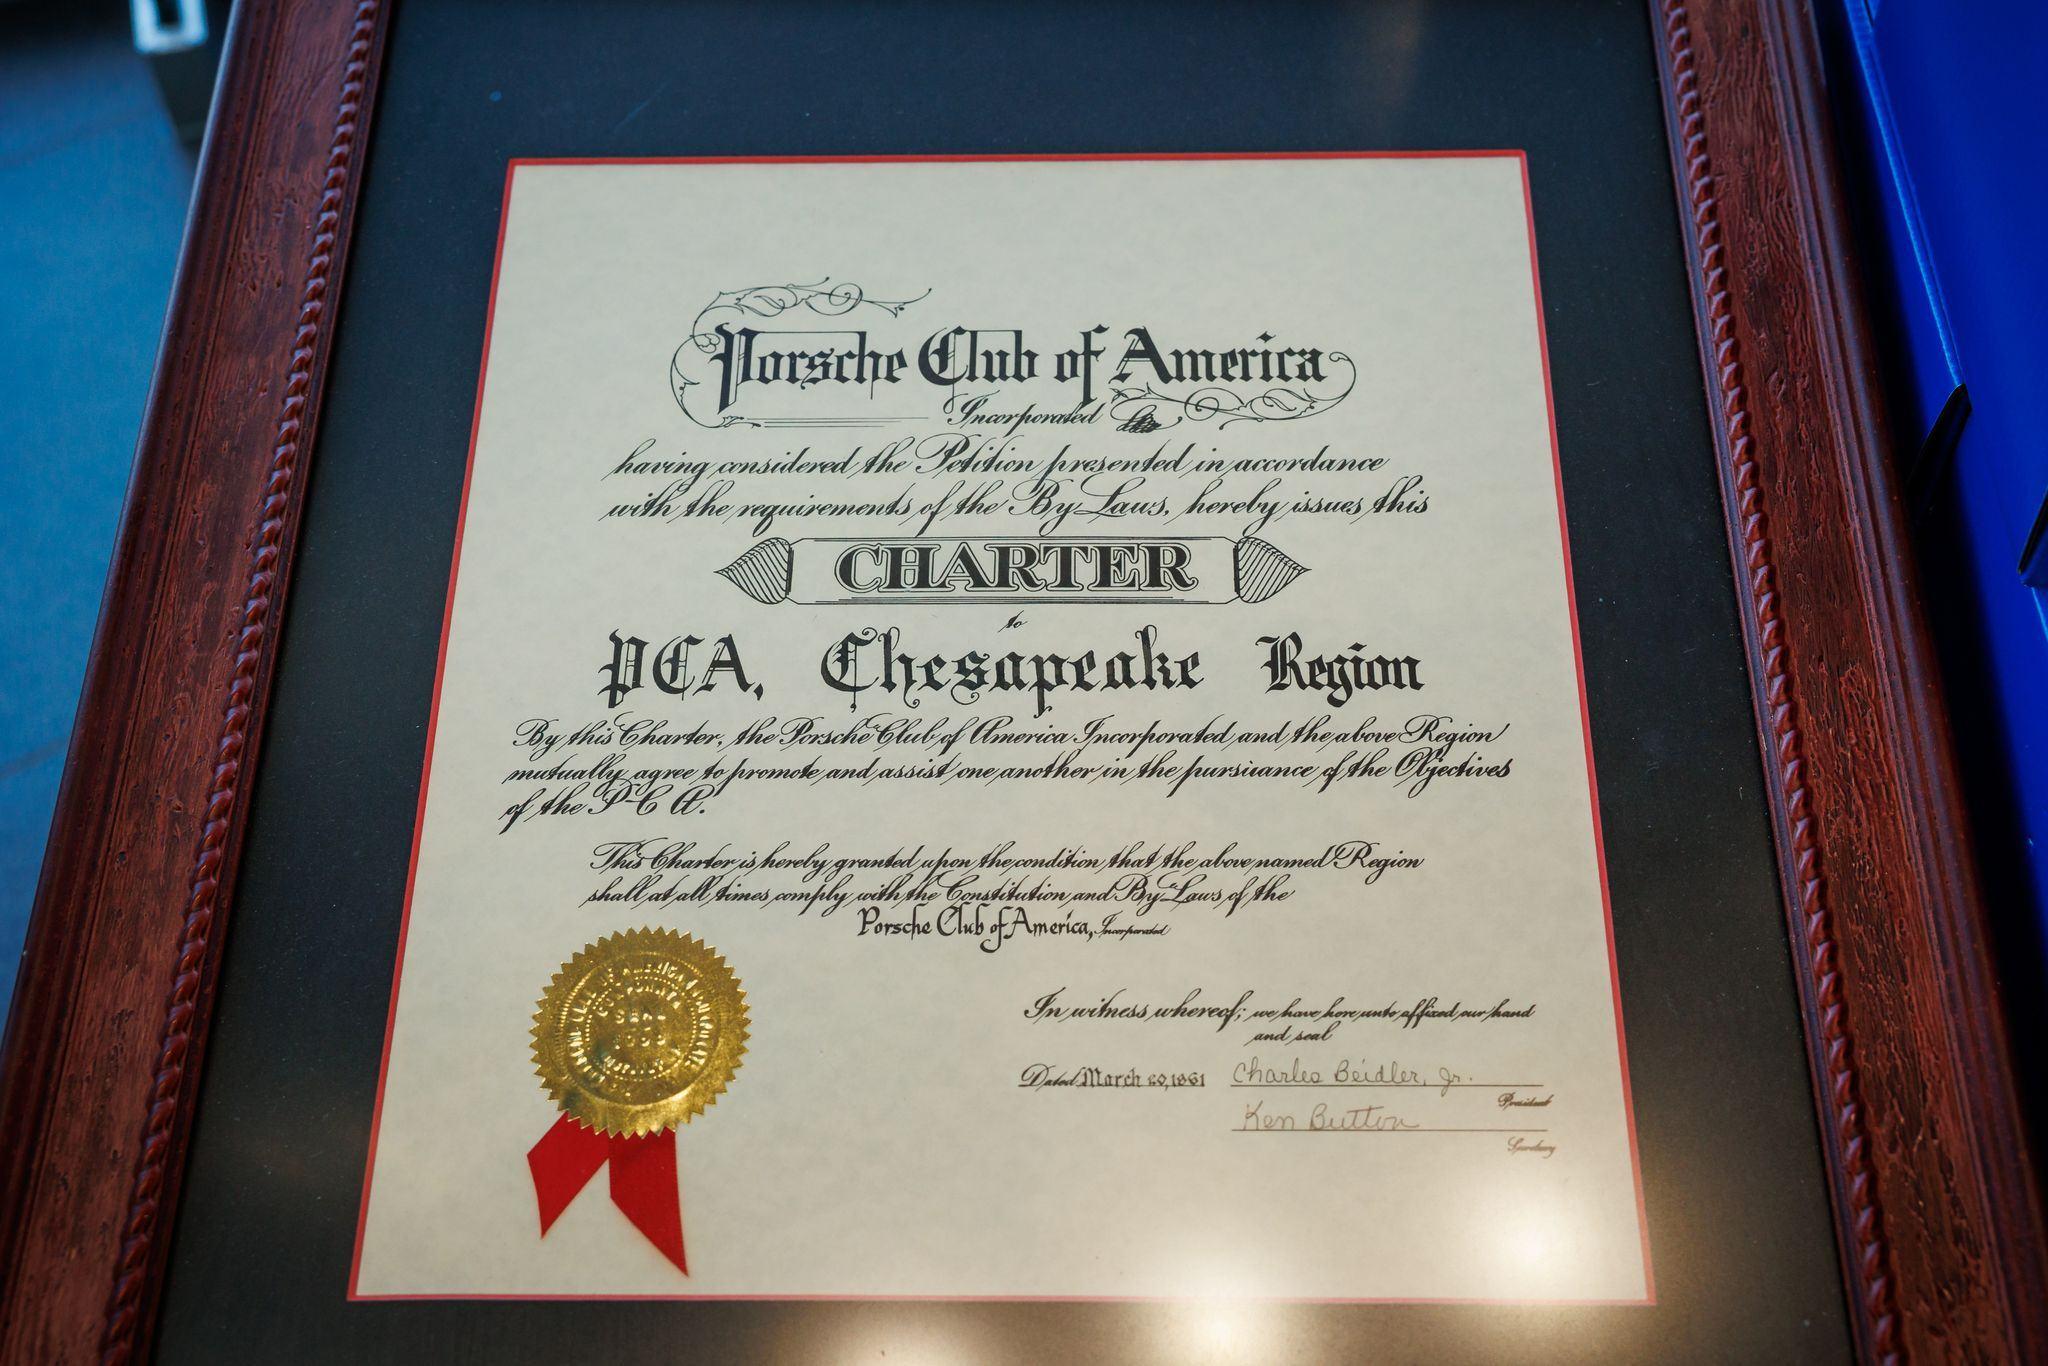 Porsche Club of America
Incorporated
having considered the Petition presented in accordance
with the requirements of the By Laws, hereby issues this
CHARTER
to
PCA, Chesapeake Region
By this Charter, the Porsche Club of America Incorporated and the above Region
mutually agree to promote and assist one another in the pursuance of the Objectives
of the P C A.
This Charter is hereby granted upon the condition that the above named Region
shall at all times comply with the Constitution and By-Laws of the
Porsche Club of America, Incorporated
In witness whereof; we have here unto affixed our hand
and seal
Dated March 20, 1961 Charles Beidler, Jr.
President
Ken Button
Secretary
SEAL